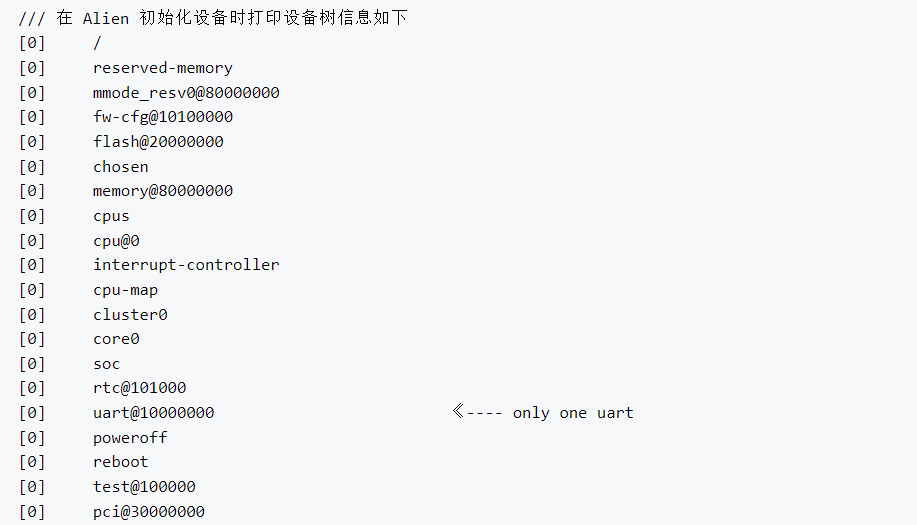 /// 在 Alien 初始化设备时打印设备树信息如下
[0]     /
[0]     reserved-memory
[0]     mmode_resv0@80000000
[0]     fw-cfg@10100000
[0]     flash@20000000
[0]     chosen
[0]     memory@80000000
[0]     cpus
[0]     cpu@0
[0]     interrupt-controller
[0]     cpu-map
[0]     cluster0
[0]     core0
[0]     soc
[0]     rtc@101000
[0]     uart@10000000                          《---- only one uart
[0]     poweroff
[0]     reboot
[0]     test@100000
[0]     pci@30000000